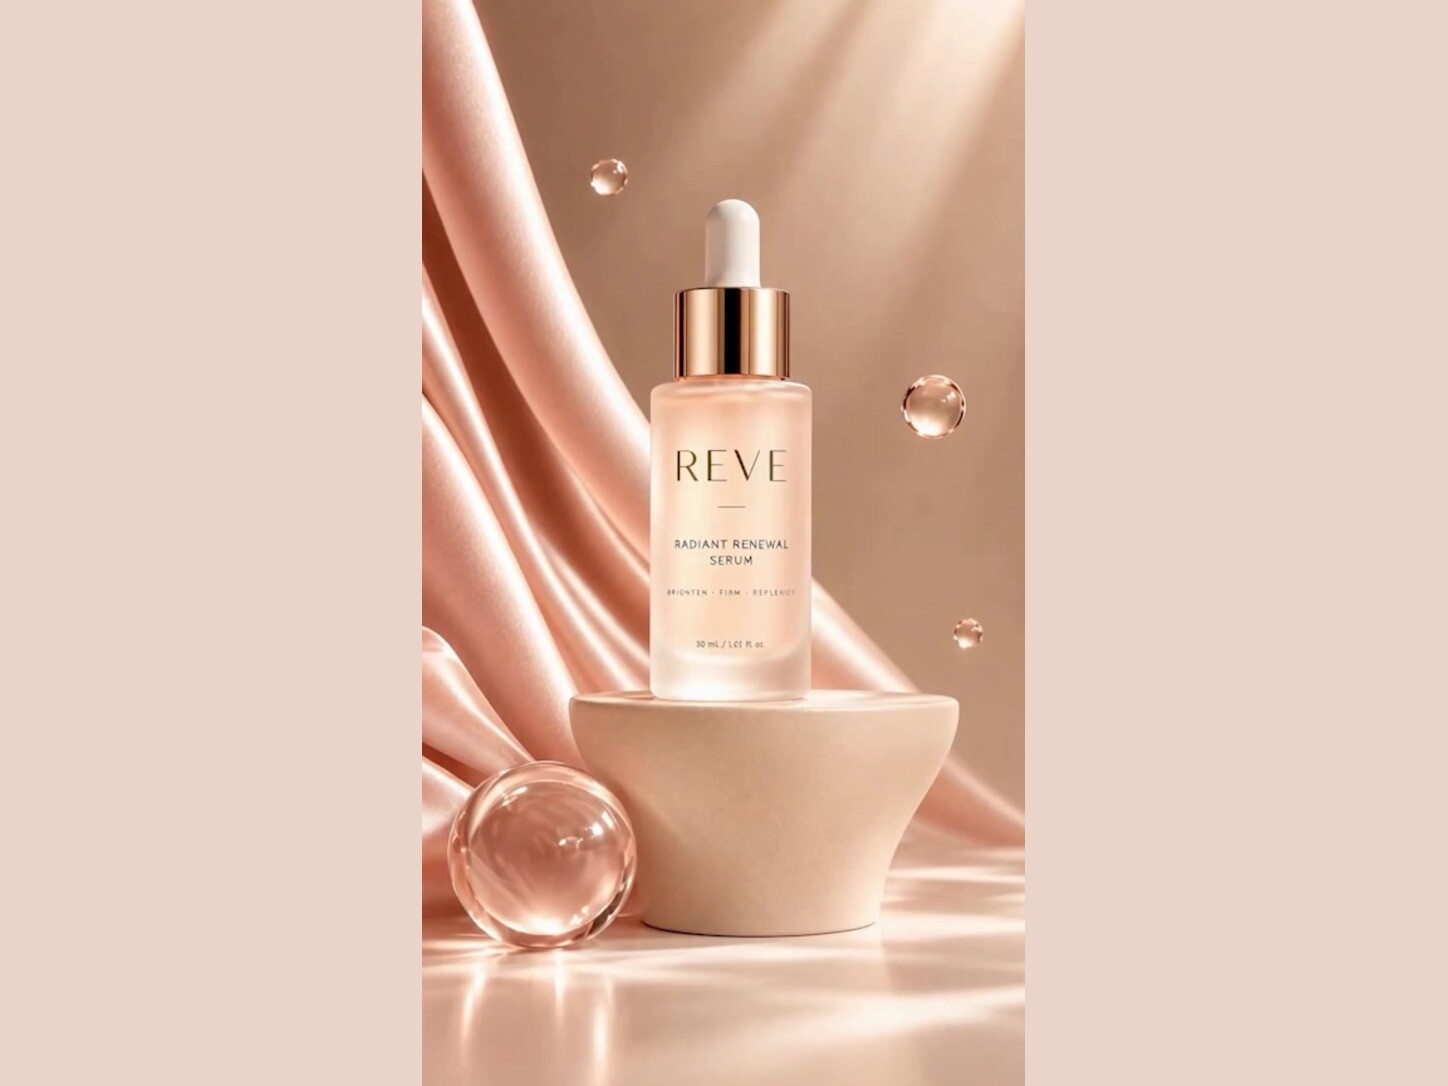 REVE
RADIANT RENEWAL
SERUM
BRIGHTEN · FIRM · REPLENISH
30 mL / 1.01 fl. oz.